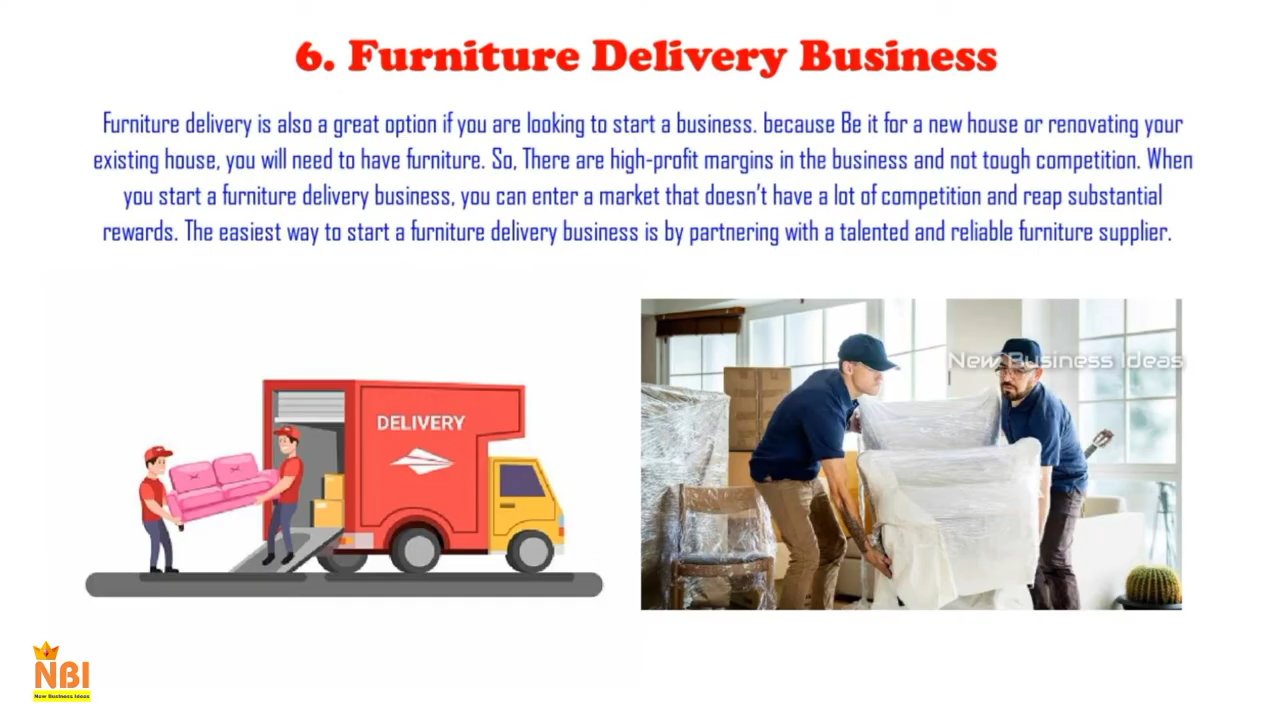 6. Furniture Delivery Business
Furniture delivery is also a great option if you are looking to start a business. because Be it for a new house or renovating your
existing house, you will need to have furniture. So, There are high-profit margins in the business and not tough competition. When
you start a furniture delivery business, you can enter a market that doesn't have a lot of competition and reap substantial
rewards. The easiest way to start a furniture delivery business is by partnering with a talented and reliable furniture supplier.
DELIVERY
New Business Ideas
NBI
New Business Ideas